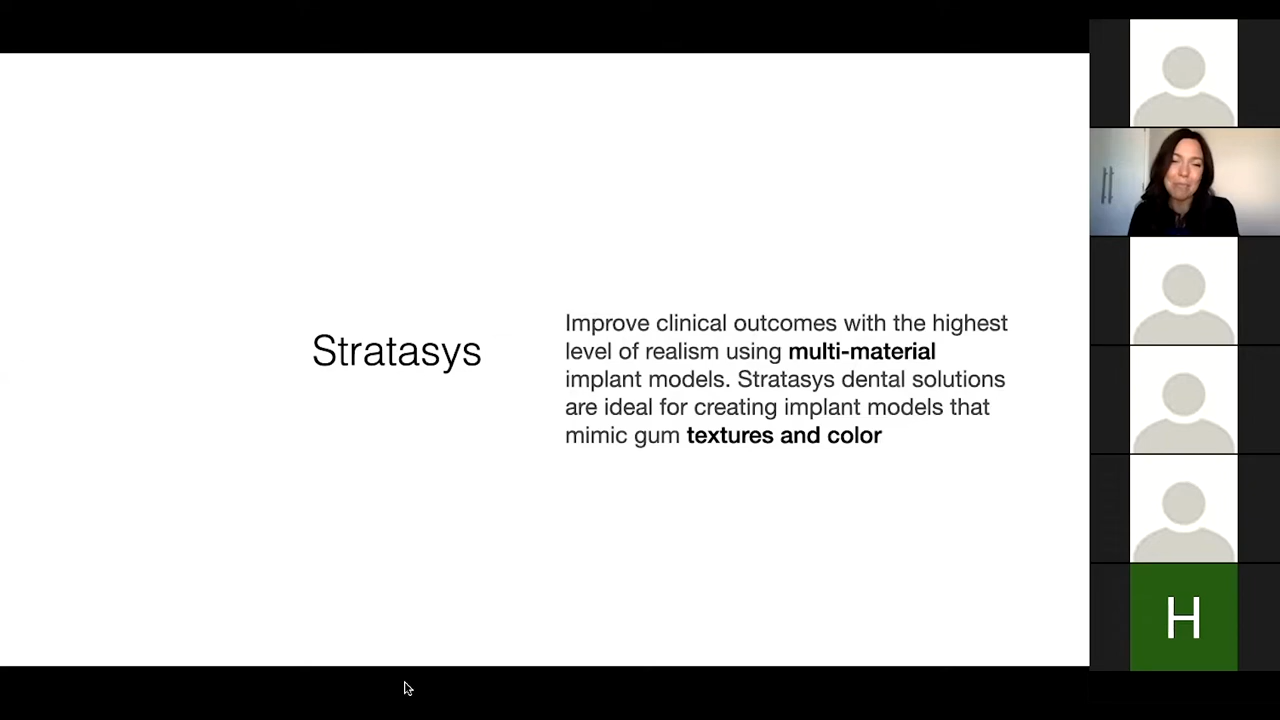 Stratasys
Improve clinical outcomes with the highest
level of realism using multi-material
implant models. Stratasys dental solutions
are ideal for creating implant models that
mimic gum textures and color
H